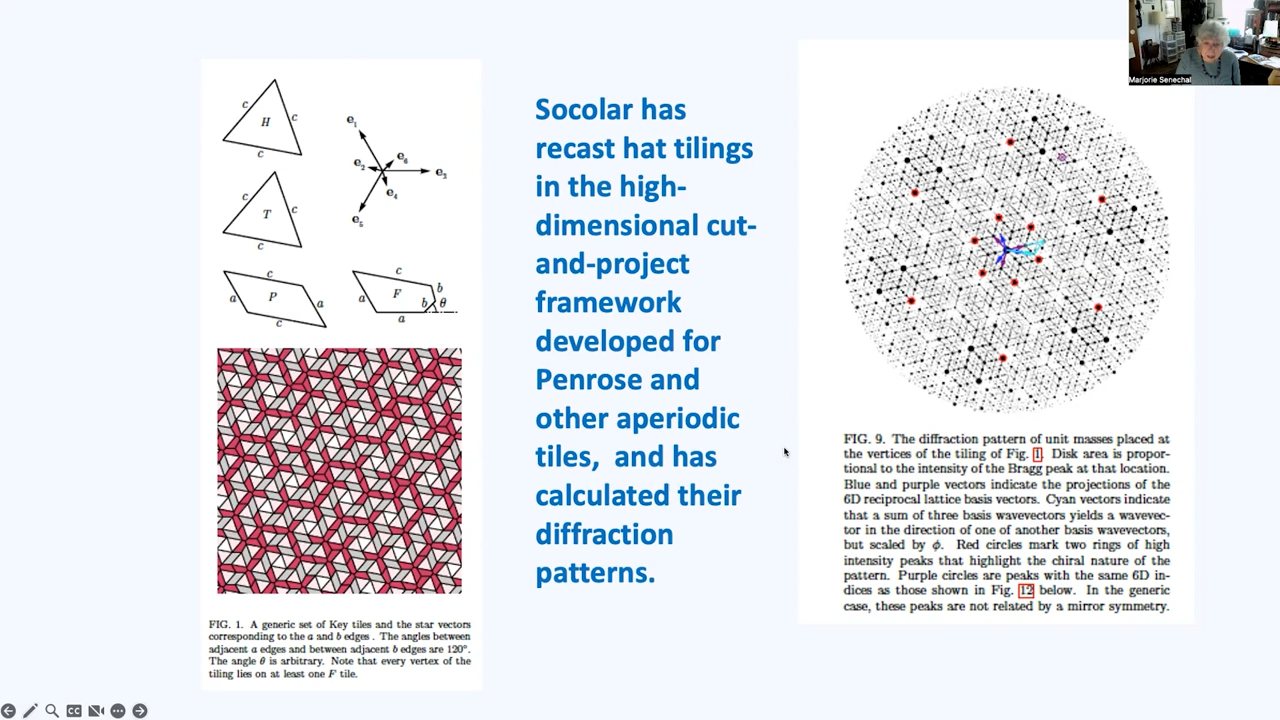 Marjorie Senechal
c
c
H
c
c
c
T
c
e1
e2
e6
e3
e4
e5
c
a
P
a
c
c
a
F
b
b
θ
a
FIG. 1. A generic set of Key tiles and the star vectors
corresponding to the a and b edges . The angles between
adjacent a edges and between adjacent b edges are 120°.
The angle θ is arbitrary. Note that every vertex of the
tiling lies on at least one F tile.
Socolar has
recast hat tilings
in the high-
dimensional cut-
and-project
framework
developed for
Penrose and
other aperiodic
tiles, and has
calculated their
diffraction
patterns.
FIG. 9. The diffraction pattern of unit masses placed at
the vertices of the tiling of Fig. 1. Disk area is propor-
tional to the intensity of the Bragg peak at that location.
Blue and purple vectors indicate the projections of the
6D reciprocal lattice basis vectors. Cyan vectors indicate
that a sum of three basis wavevectors yields a wavevec-
tor in the direction of one of another basis wavevectors,
but scaled by ϕ. Red circles mark two rings of high
intensity peaks that highlight the chiral nature of the
pattern. Purple circles are peaks with the same 6D in-
dices as those shown in Fig. 12 below. In the generic
case, these peaks are not related by a mirror symmetry.
CC